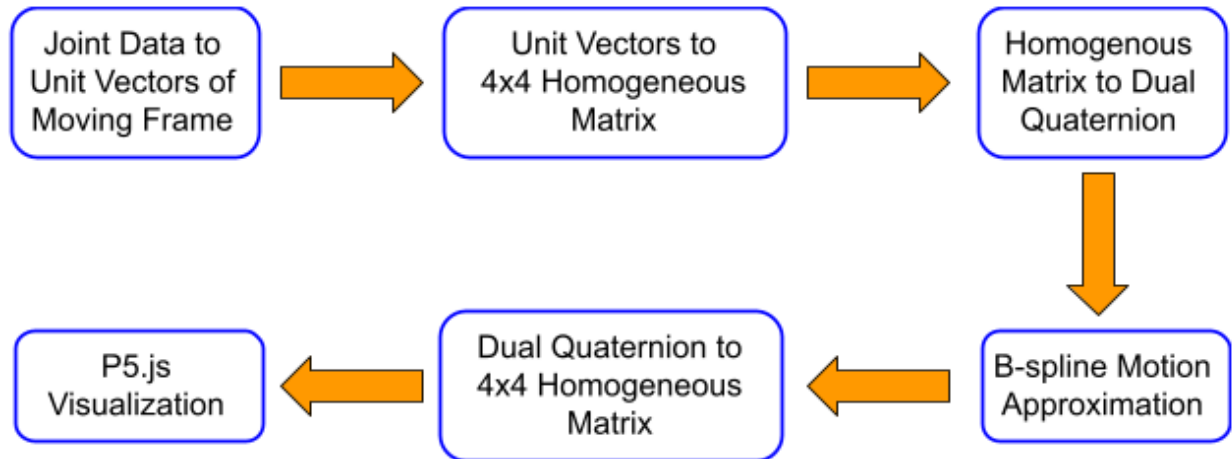 Joint Data to
Unit Vectors of
Moving Frame
Unit Vectors to
4x4 Homogeneous
Matrix
Homogenous
Matrix to Dual
Quaternion
B-spline Motion
Approximation
Dual Quaternion to
4x4 Homogeneous
Matrix
P5.js
Visualization